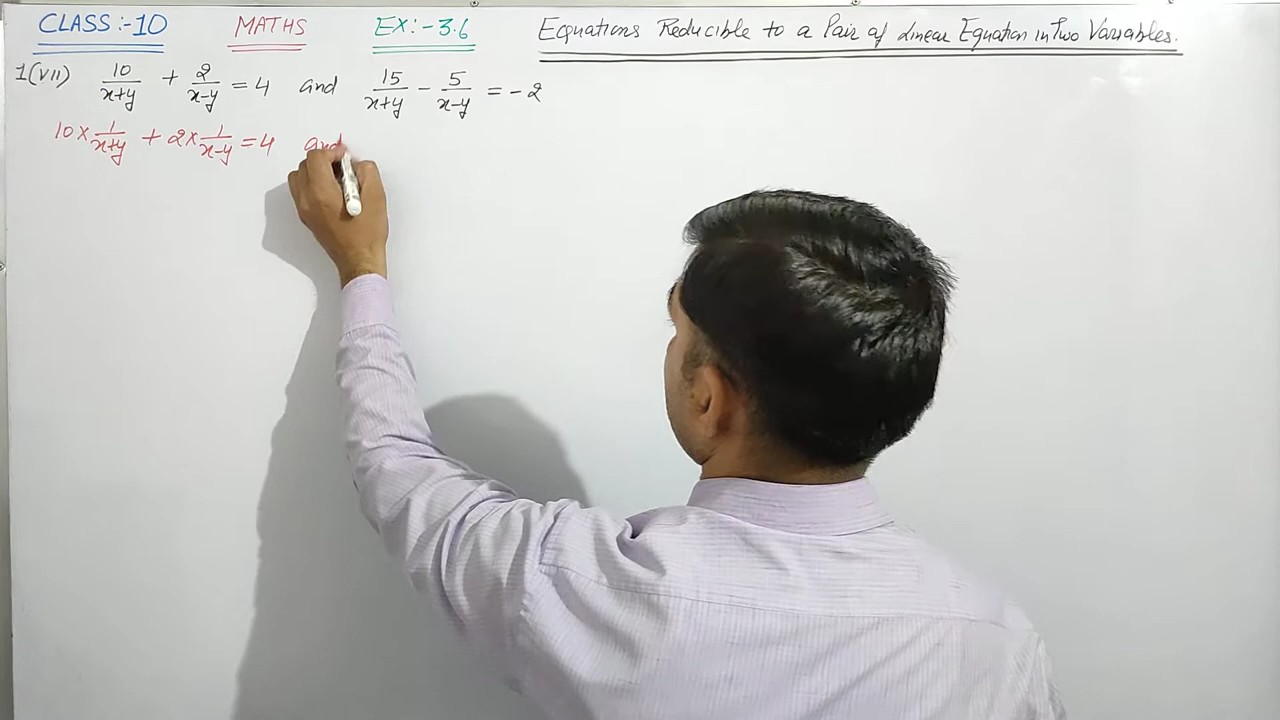 CLASS:-10 MATHS EX:-3.6 Equations Reducible to a Pair of Linear Equation in Two Variables.
1(VII) 10/(x+y) + 2/(x-y) = 4 and 15/(x+y) - 5/(x-y) = -2
10 × 1/(x+y) + 2 × 1/(x-y) = 4 and